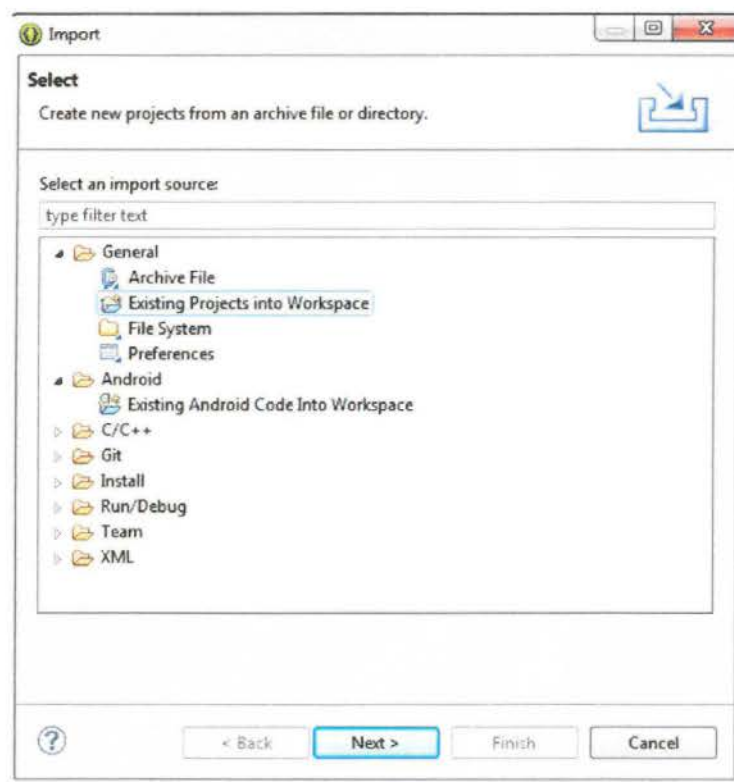 Import
Select
Create new projects from an archive file or directory.
Select an import source:
type filter text
General
Archive File
Existing Projects into Workspace
File System
Preferences
Android
Existing Android Code Into Workspace
C/C++
Git
Install
Run/Debug
Team
XML
< Back Next > Finish Cancel